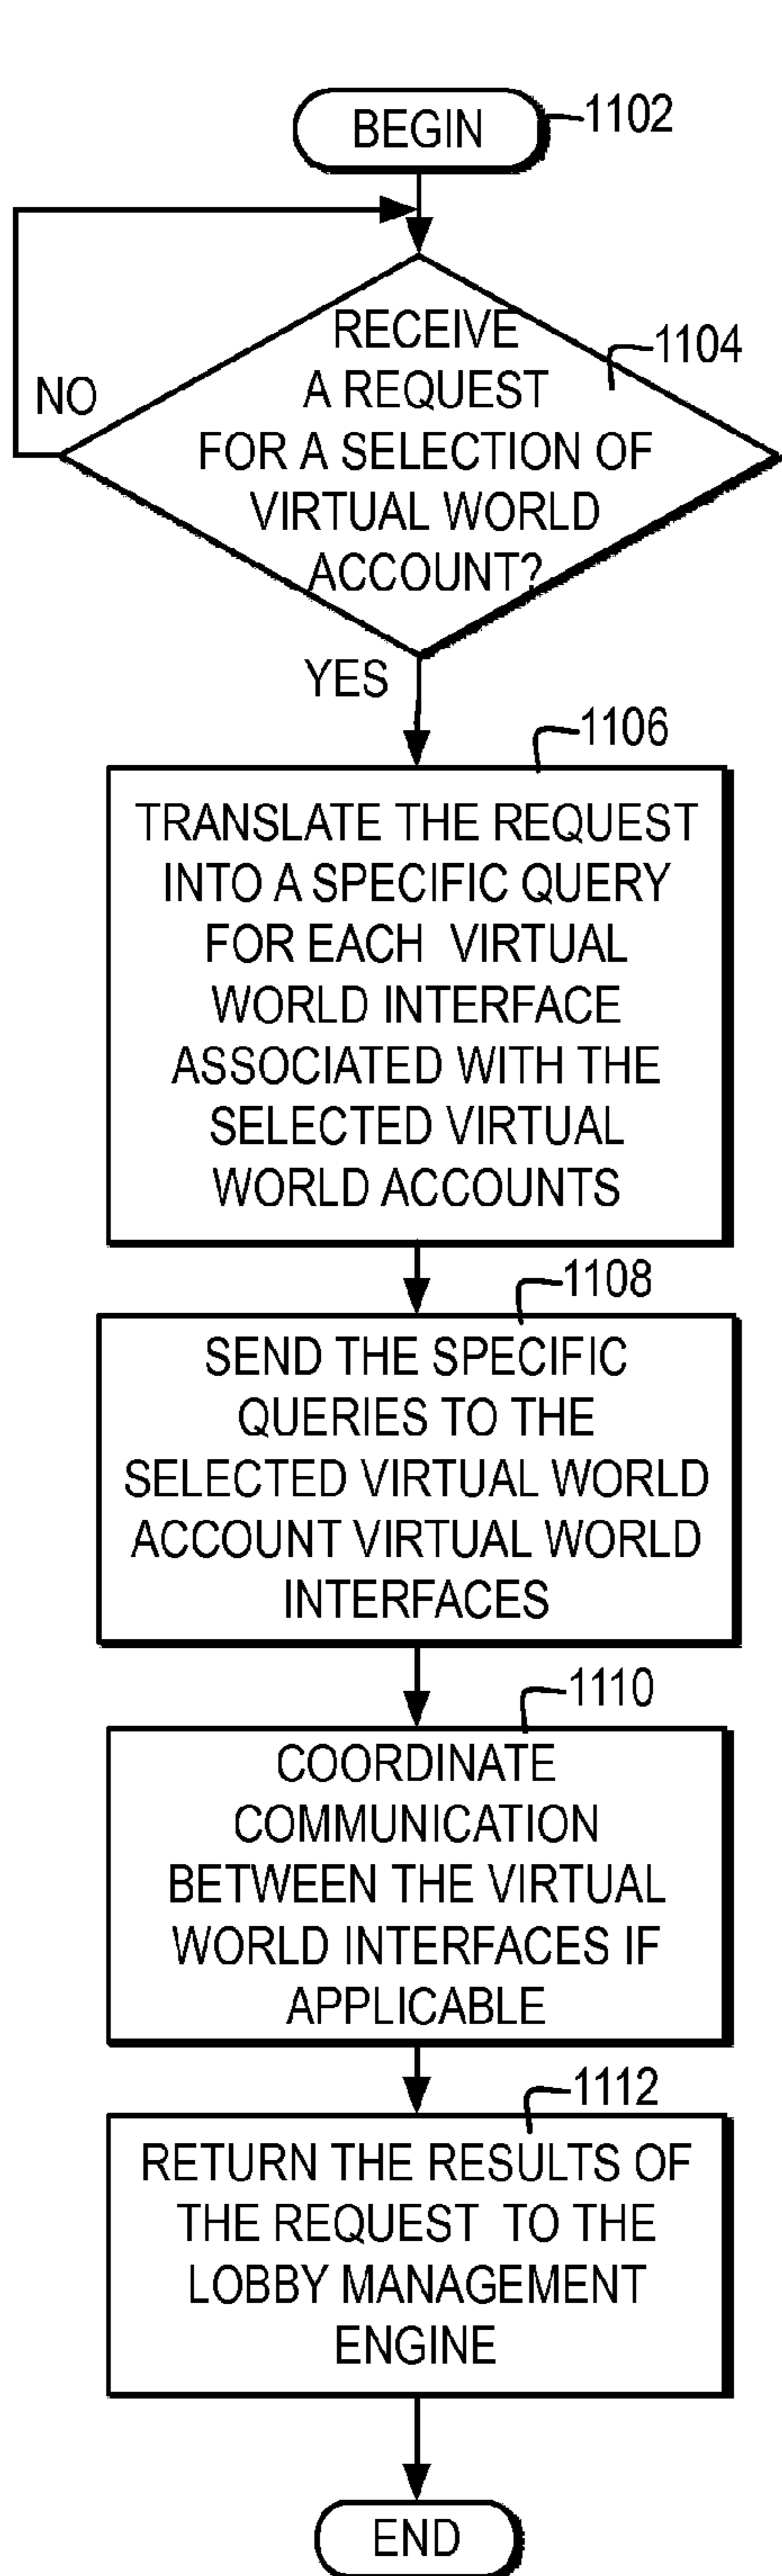 BEGIN
1102
RECEIVE
A REQUEST
FOR A SELECTION OF
VIRTUAL WORLD
ACCOUNT?
1104
NO
YES
1106
TRANSLATE THE REQUEST
INTO A SPECIFIC QUERY
FOR EACH VIRTUAL
WORLD INTERFACE
ASSOCIATED WITH THE
SELECTED VIRTUAL
WORLD ACCOUNTS
1108
SEND THE SPECIFIC
QUERIES TO THE
SELECTED VIRTUAL WORLD
ACCOUNT VIRTUAL WORLD
INTERFACES
1110
COORDINATE
COMMUNICATION
BETWEEN THE VIRTUAL
WORLD INTERFACES IF
APPLICABLE
1112
RETURN THE RESULTS OF
THE REQUEST TO THE
LOBBY MANAGEMENT
ENGINE
END